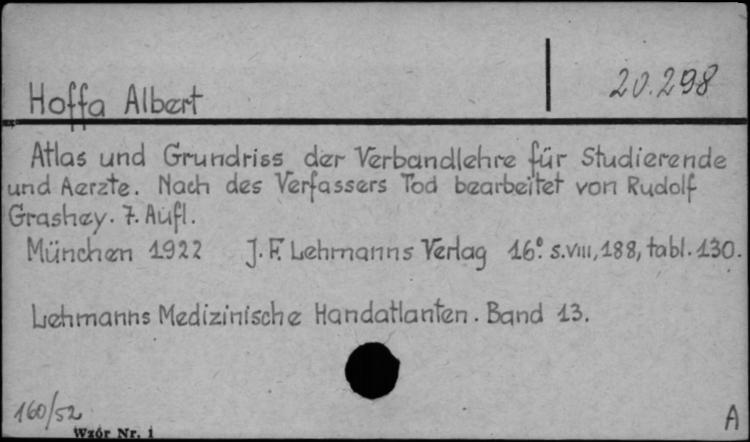 20.298
Hoffa Albert
Atlas und Grundriss der Verbandlehre für Studierende
und Aerzte. Nach des Verfassers Tod bearbeitet von Rudolf
Grashey. 7. Aufl.
München 1922 J. F. Lehmanns Verlag 16° s.VIII, 188, tabl. 130.
Lehmanns Medizinische Handatlanten. Band 13.
160/52
Wzór Nr. 1
A